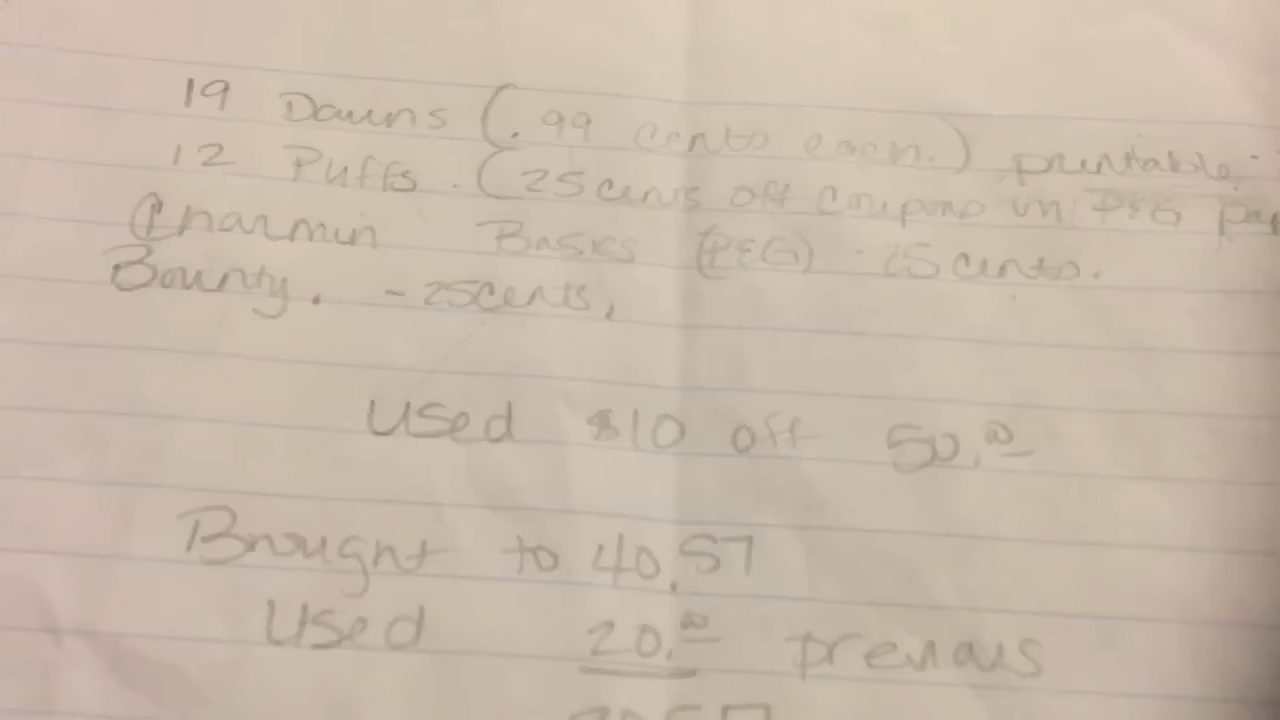 19 Dawns (.99 cents each.) printable
12 Puffs. (25 cents off coupons in P&G
Charmin Basics (P&G) - 25 cents.
Bounty. - 25 cents,
Used $10 off 50.00
Brought to 40.57
Used 20.00 previous